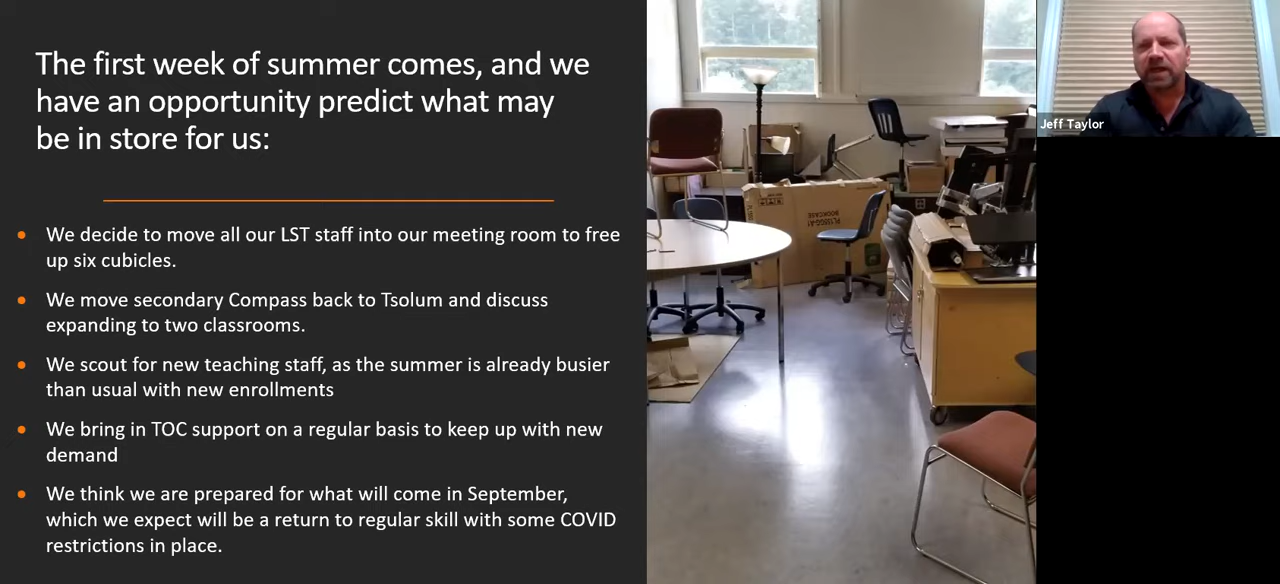 The first week of summer comes, and we
have an opportunity predict what may
be in store for us:
We decide to move all our LST staff into our meeting room to free
up six cubicles.
We move secondary Compass back to Tsolum and discuss
expanding to two classrooms.
We scout for new teaching staff, as the summer is already busier
than usual with new enrollments
We bring in TOC support on a regular basis to keep up with new
demand
We think we are prepared for what will come in September,
which we expect will be a return to regular skill with some COVID
restrictions in place.
BOOKCASE
Jeff Taylor